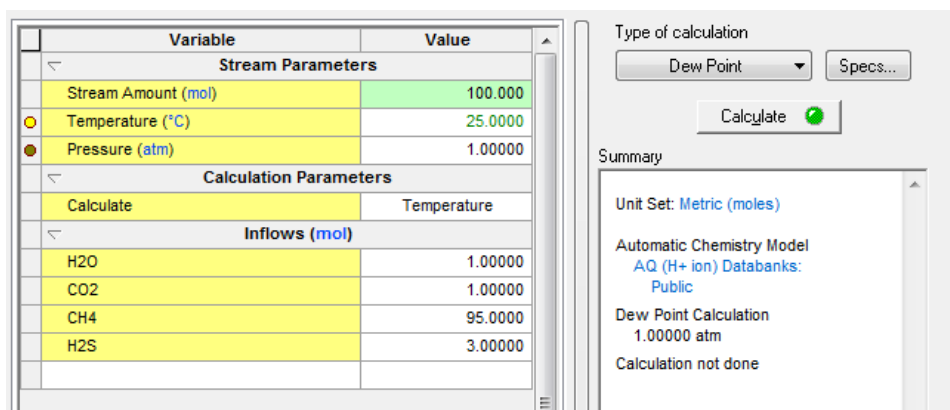 Variable Value
Stream Parameters
Stream Amount (mol) 100.000
Temperature (°C) 25.0000
Pressure (atm) 1.00000
Calculation Parameters
Calculate Temperature
Inflows (mol)
H2O 1.00000
CO2 1.00000
CH4 95.0000
H2S 3.00000
Type of calculation
Dew Point Specs...
Calculate
Summary
Unit Set: Metric (moles)
Automatic Chemistry Model
AQ (H+ ion) Databanks:
Public
Dew Point Calculation
1.00000 atm
Calculation not done